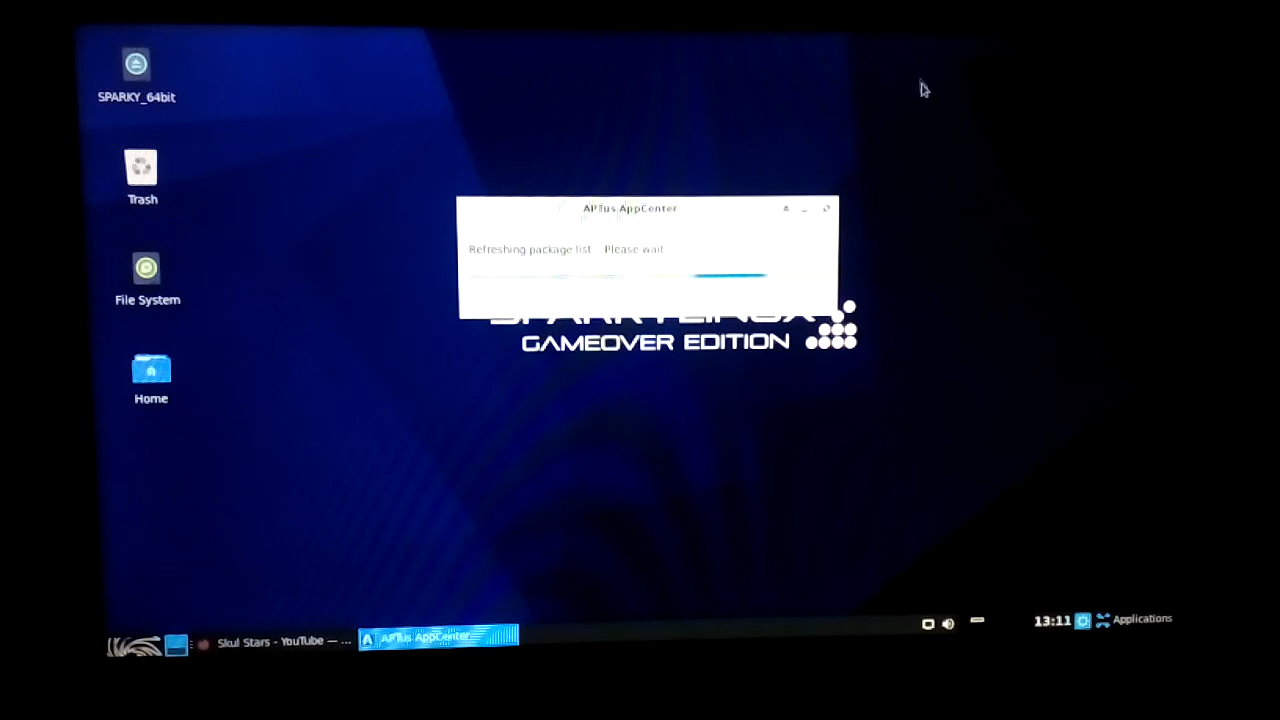 SPARKY_64bit
Trash
File System
Home
APTus AppCenter
Refreshing package list Please wait
GAMEOVER EDITION
Skul Stars - YouTube — ...
APTus AppCenter
13:11
Applications